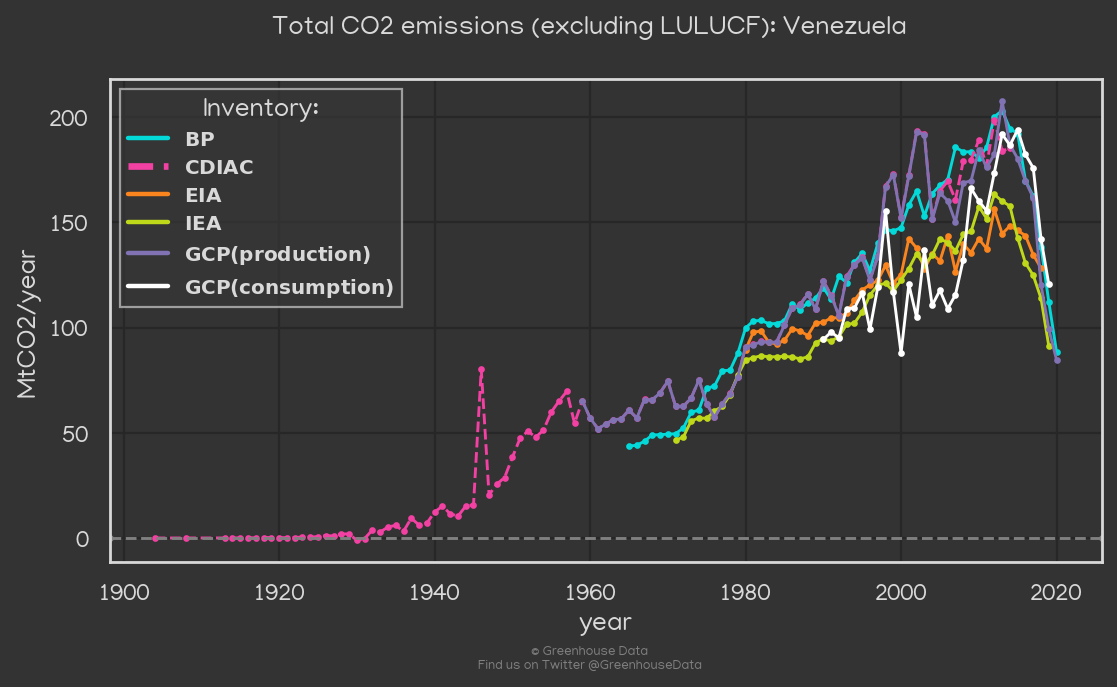 Total CO2 emissions (excluding LULUCF): Venezuela
Inventory:
BP
CDIAC
EIA
IEA
GCP(production)
GCP(consumption)
MtCO2/year
200
150
100
50
0
1900
1920
1940
1960
1980
2000
2020
year
© Greenhouse Data
Find us on Twitter @GreenhouseData